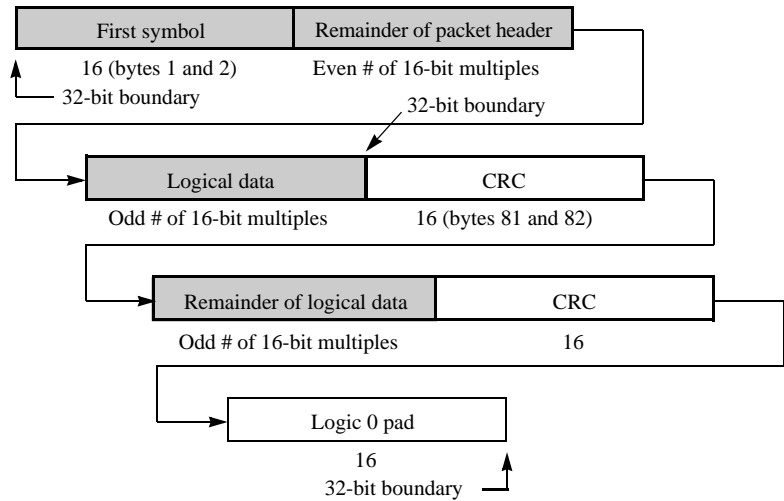 First symbol
Remainder of packet header
16 (bytes 1 and 2)
Even # of 16-bit multiples
32-bit boundary
32-bit boundary
Logical data
CRC
Odd # of 16-bit multiples
16 (bytes 81 and 82)
Remainder of logical data
CRC
Odd # of 16-bit multiples
16
Logic 0 pad
16
32-bit boundary